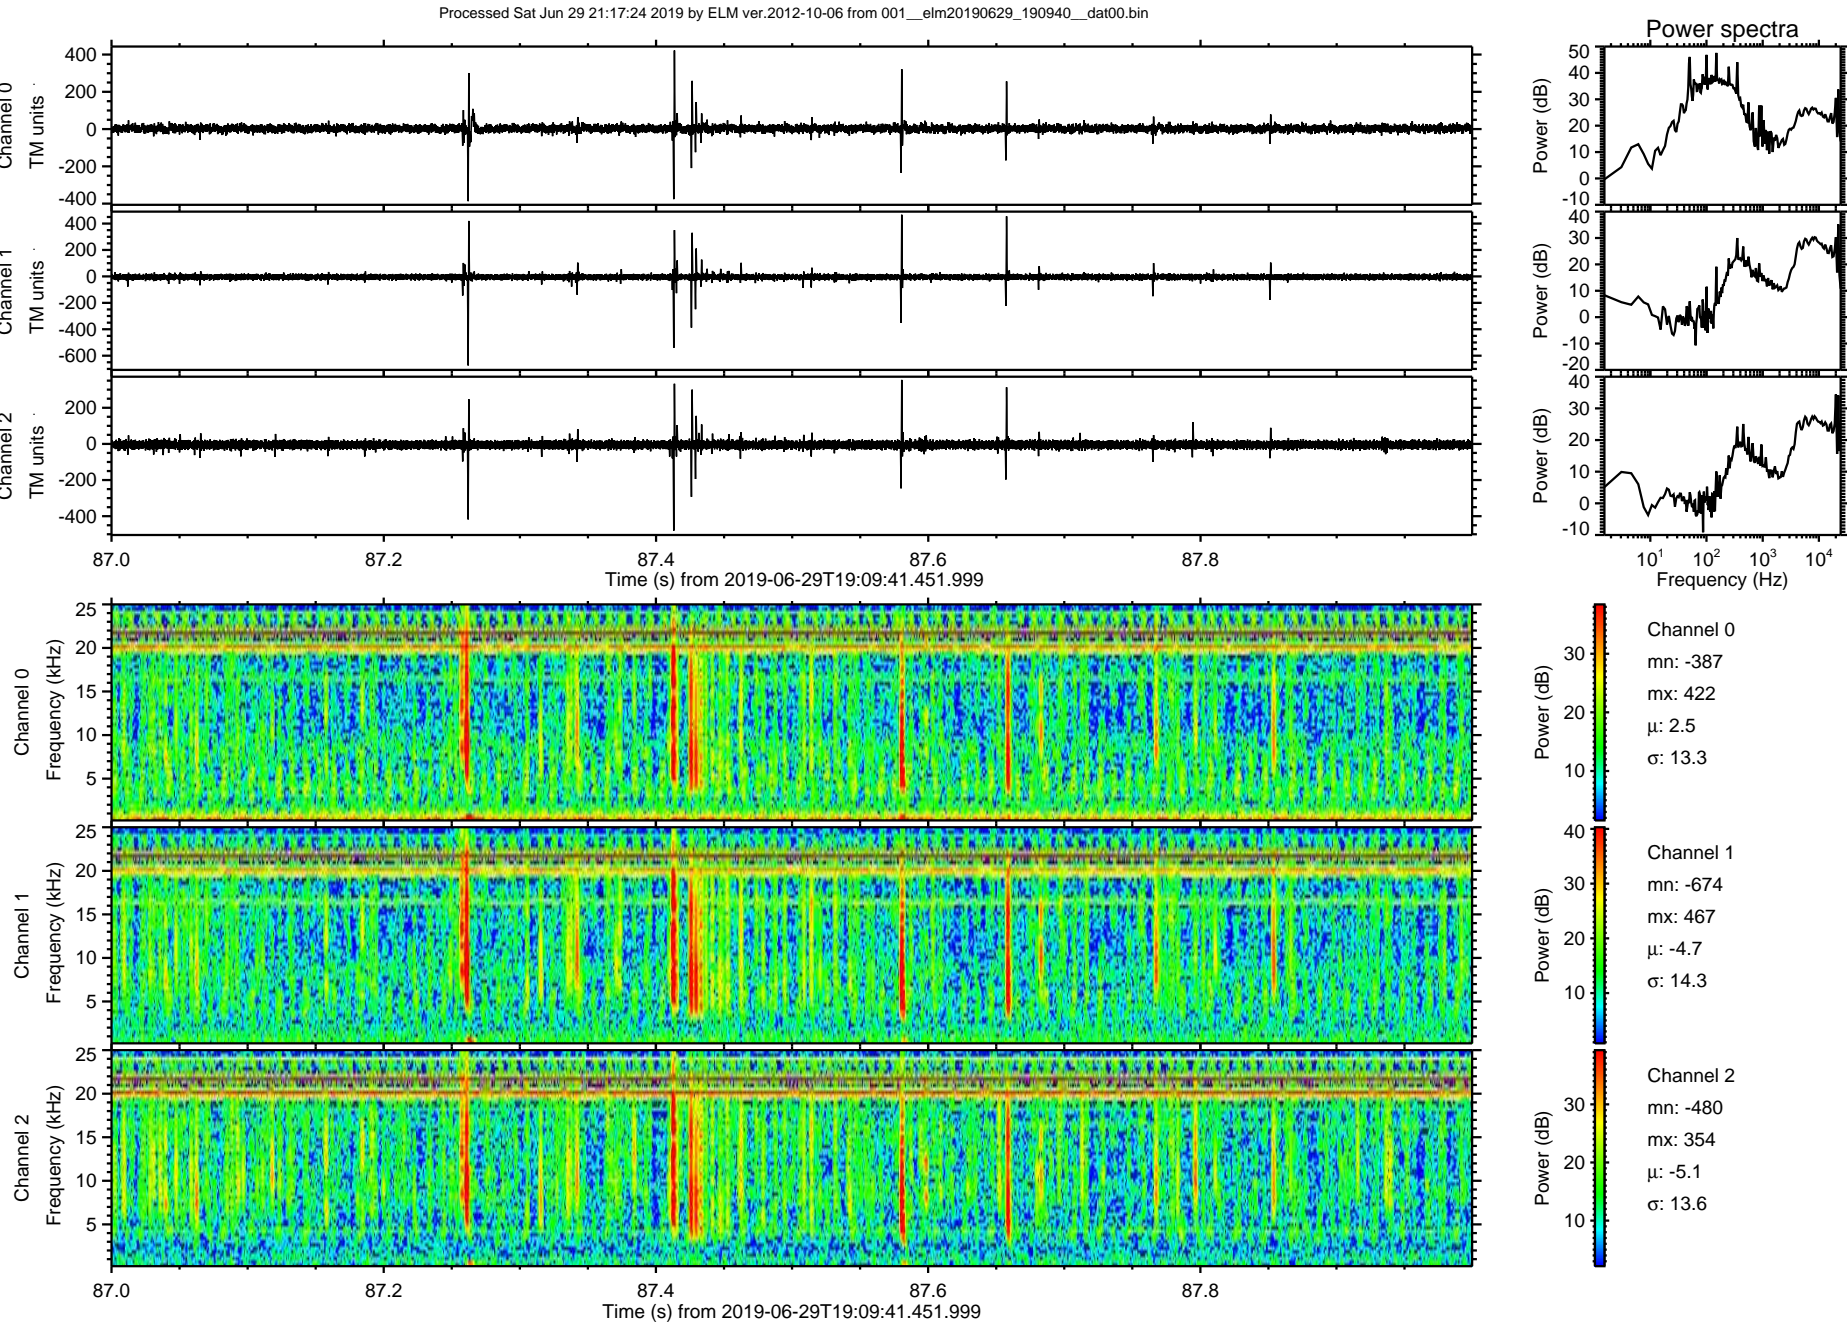 Processed Sat Jun 29 21:17:24 2019 by ELM ver.2012-10-06 from 001__elm20190629_190940__dat00.bin
Power spectra
Channel 0
TM units
400
200
0
-200
-400
Power (dB)
50
40
30
20
10
0
-10
Channel 1
TM units
400
200
0
-200
-400
-600
Power (dB)
40
30
20
10
0
-10
-20
Channel 2
TM units
200
0
-200
-400
Power (dB)
40
30
20
10
0
-10
87.0 87.2 87.4 87.6 87.8
Time (s) from 2019-06-29T19:09:41.451.999
10¹ 10² 10³ 10⁴
Frequency (Hz)
Channel 0
Frequency (kHz)
25
20
15
10
5
Power (dB)
30
20
10
Channel 0
mn: -387
mx: 422
μ: 2.5
σ: 13.3
Channel 1
Frequency (kHz)
25
20
15
10
5
Power (dB)
40
30
20
10
Channel 1
mn: -674
mx: 467
μ: -4.7
σ: 14.3
Channel 2
Frequency (kHz)
25
20
15
10
5
Power (dB)
30
20
10
Channel 2
mn: -480
mx: 354
μ: -5.1
σ: 13.6
87.0 87.2 87.4 87.6 87.8
Time (s) from 2019-06-29T19:09:41.451.999